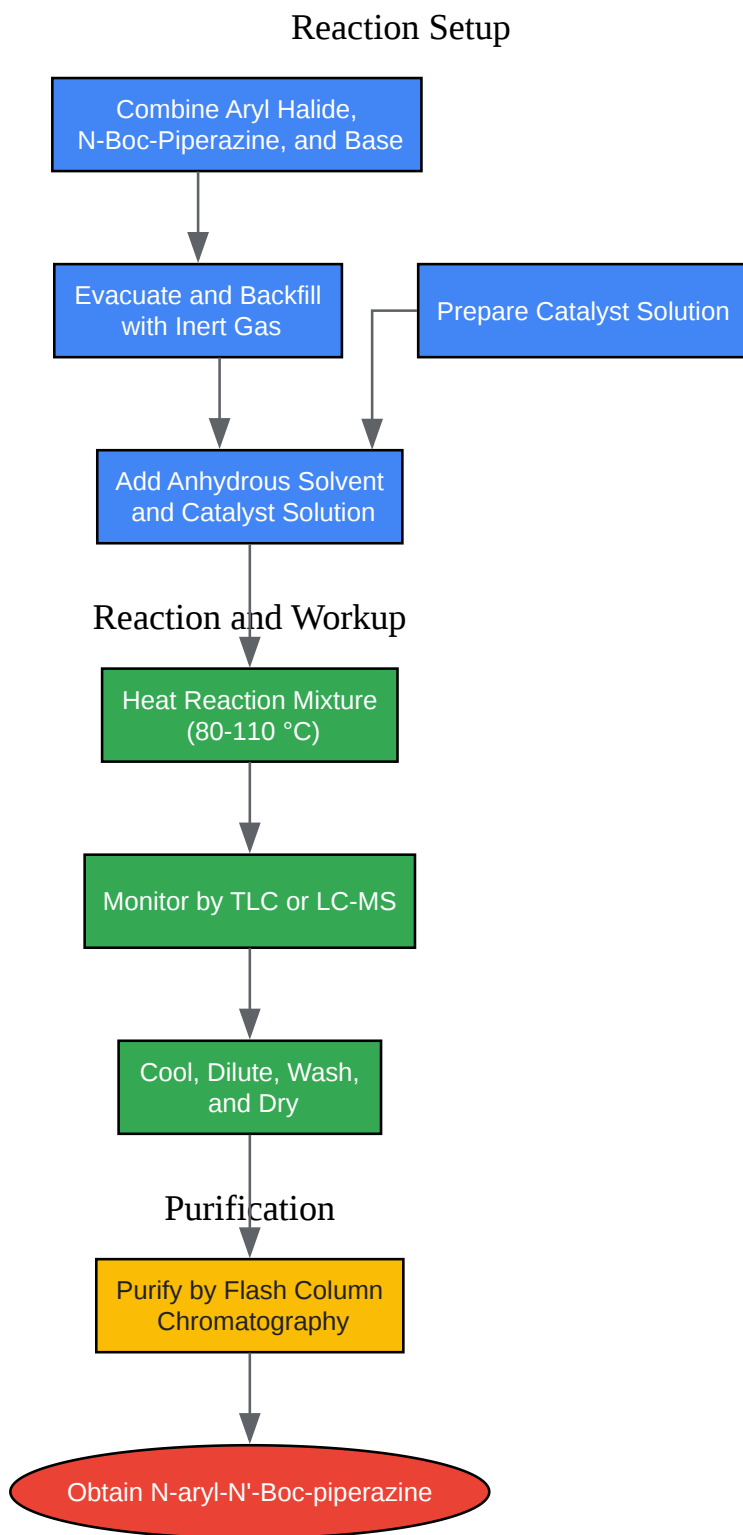 Reaction Setup
Combine Aryl Halide,
N-Boc-Piperazine, and Base
Evacuate and Backfill
with Inert Gas
Prepare Catalyst Solution
Add Anhydrous Solvent
and Catalyst Solution
Reaction and Workup
Heat Reaction Mixture
(80-110 °C)
Monitor by TLC or LC-MS
Cool, Dilute, Wash,
and Dry
Purification
Purify by Flash Column
Chromatography
Obtain N-aryl-N'-Boc-piperazine